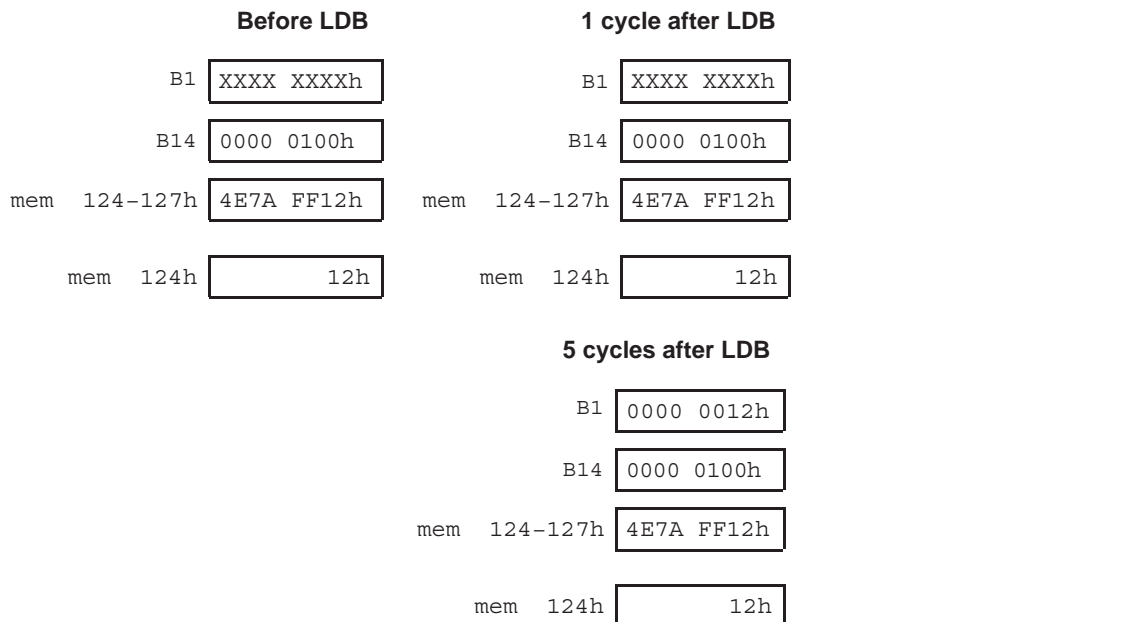 Before LDB 1 cycle after LDB
B1 XXXX XXXXh B1 XXXX XXXXh
B14 0000 0100h B14 0000 0100h
mem 124−127h 4E7A FF12h mem 124−127h 4E7A FF12h
mem 124h 12h mem 124h 12h
5 cycles after LDB
B1 0000 0012h
B14 0000 0100h
mem 124−127h 4E7A FF12h
mem 124h 12h